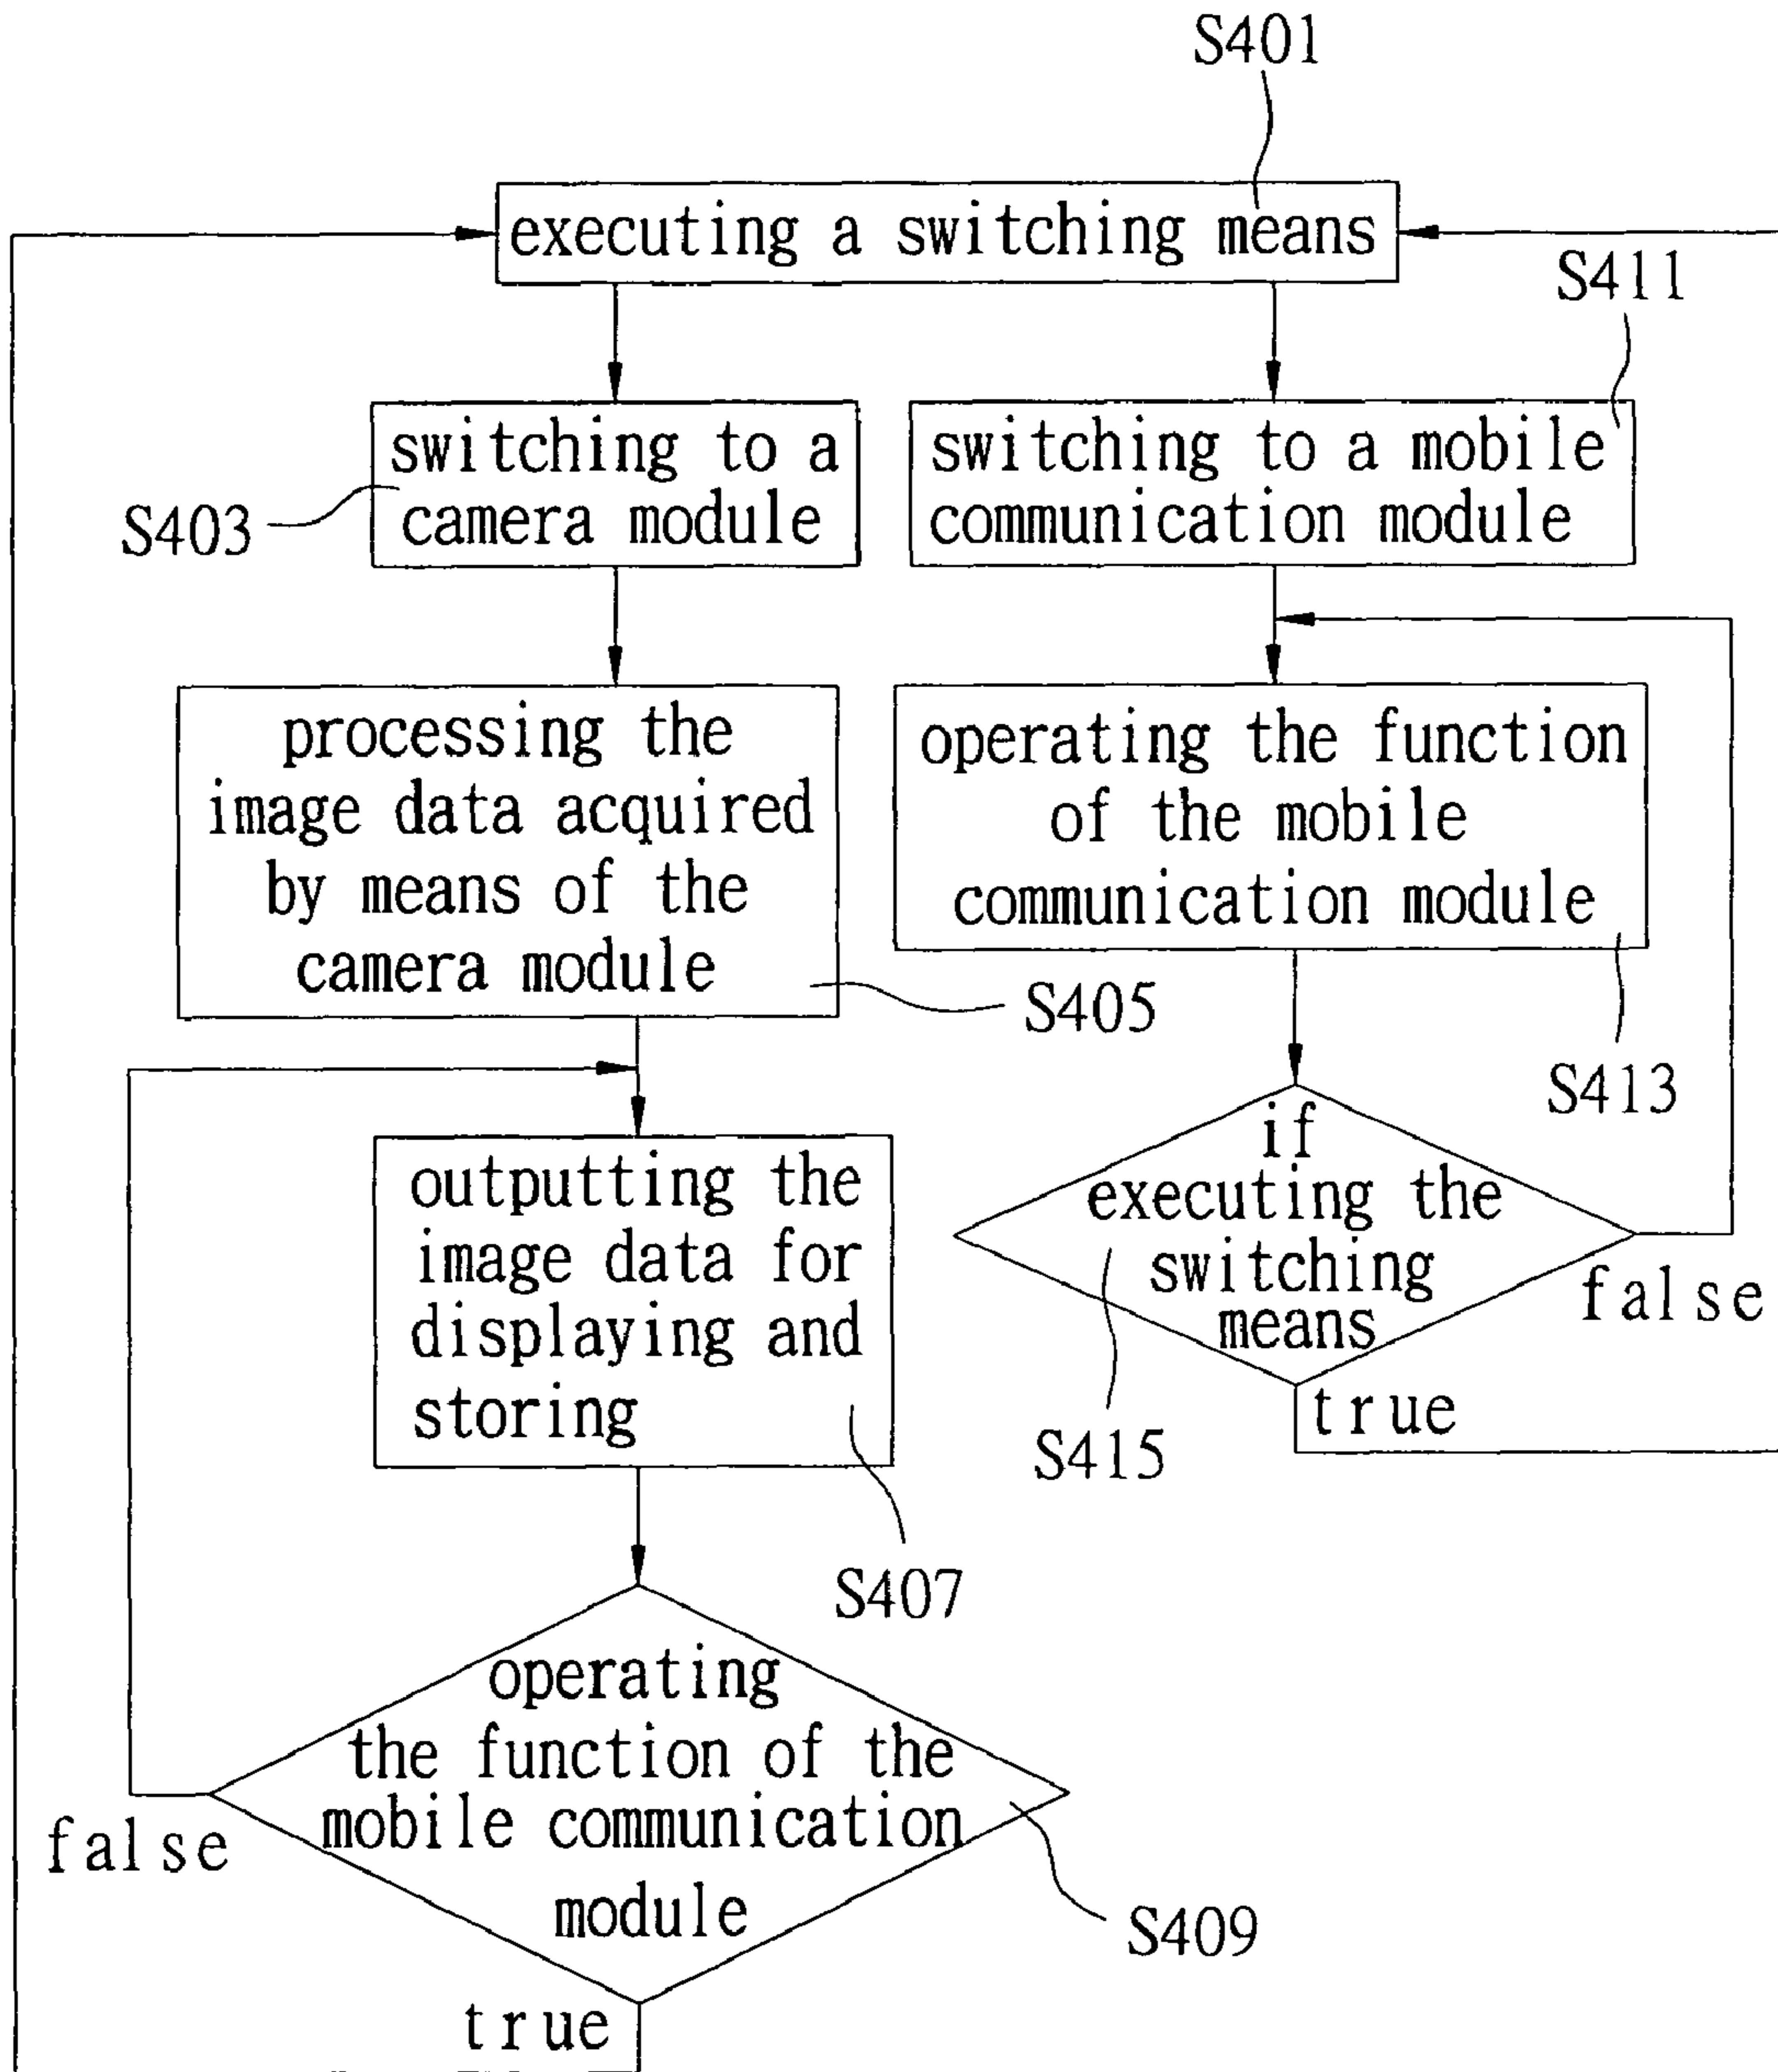 S401
executing a switching means
S411
switching to a
camera module
S403
switching to a mobile
communication module
processing the
image data acquired
by means of the
camera module
S405
operating the function
of the mobile
communication module
S413
outputting the
image data for
displaying and
storing
S407
if
executing the
switching
means
false
true
S415
operating
the function of the
mobile communication
module
false
S409
true